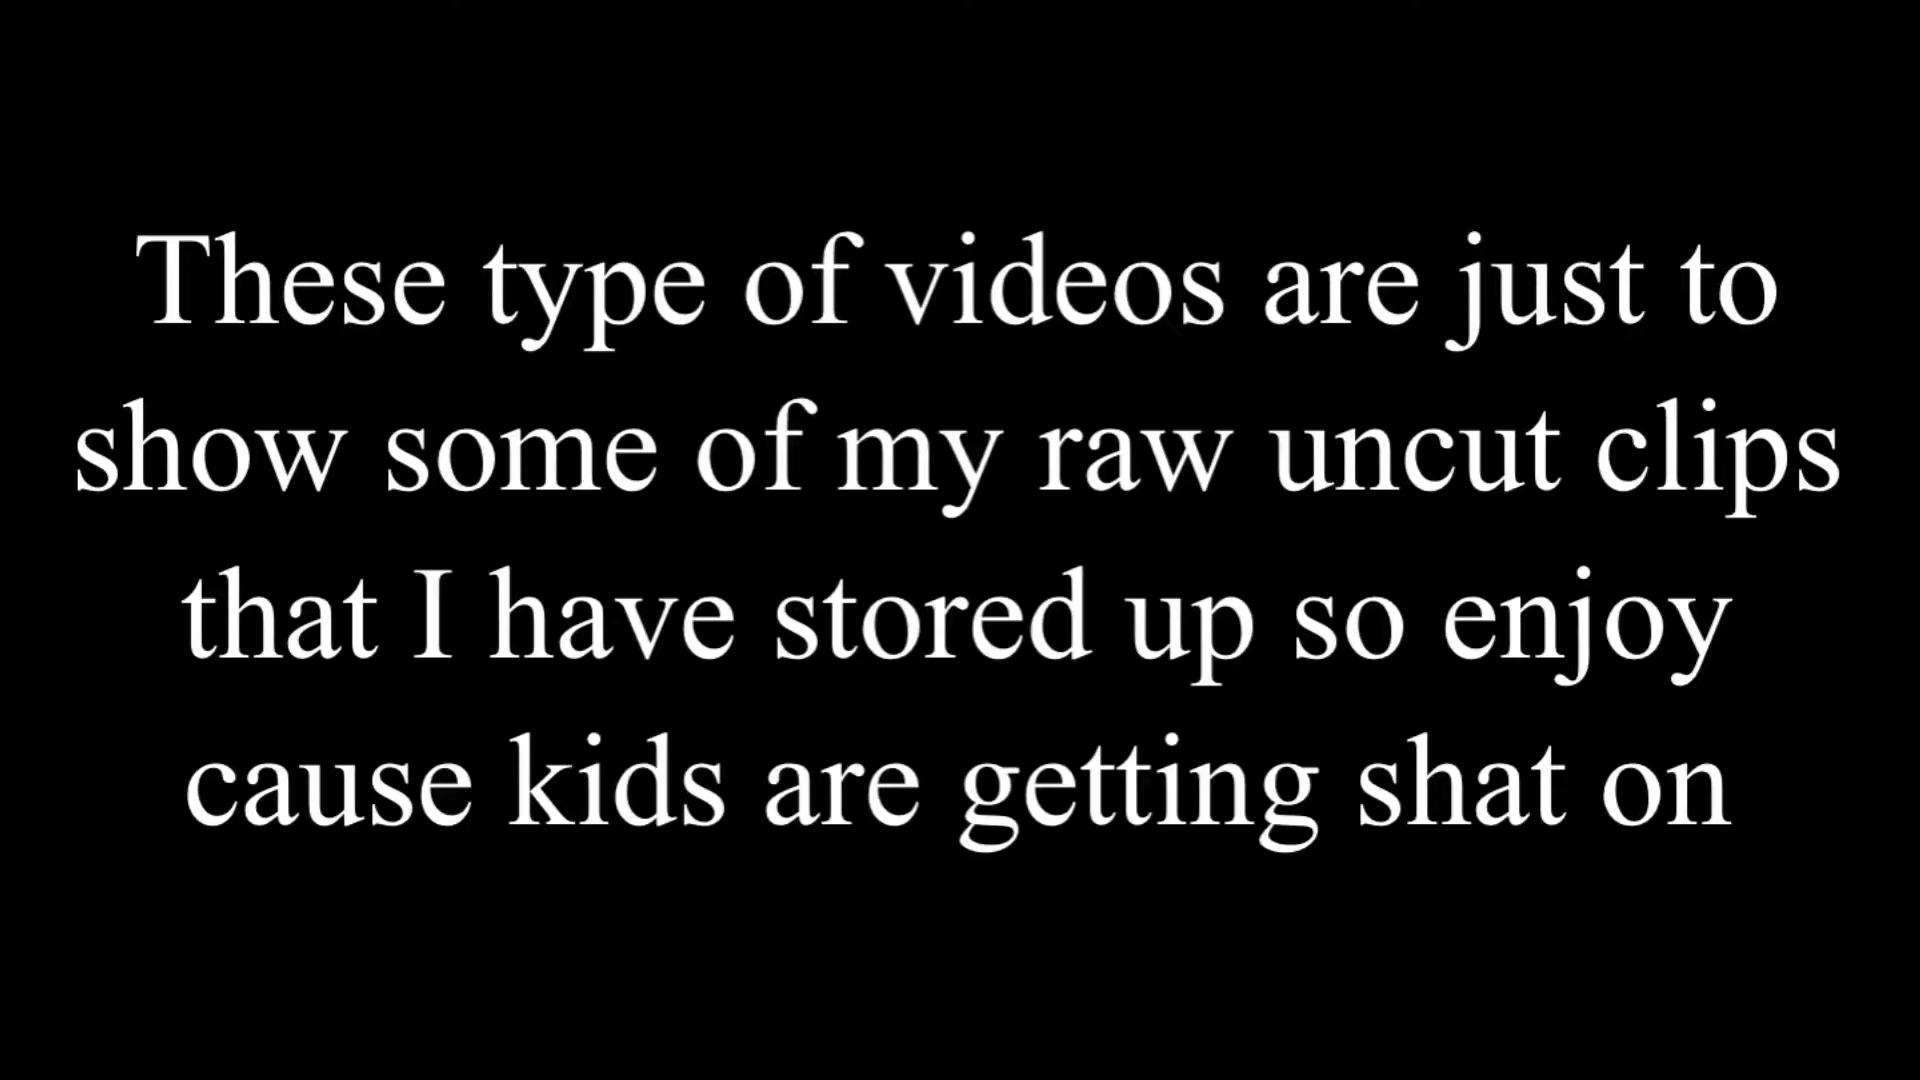 These type of videos are just to
show some of my raw uncut clips
that I have stored up so enjoy
cause kids are getting shat on